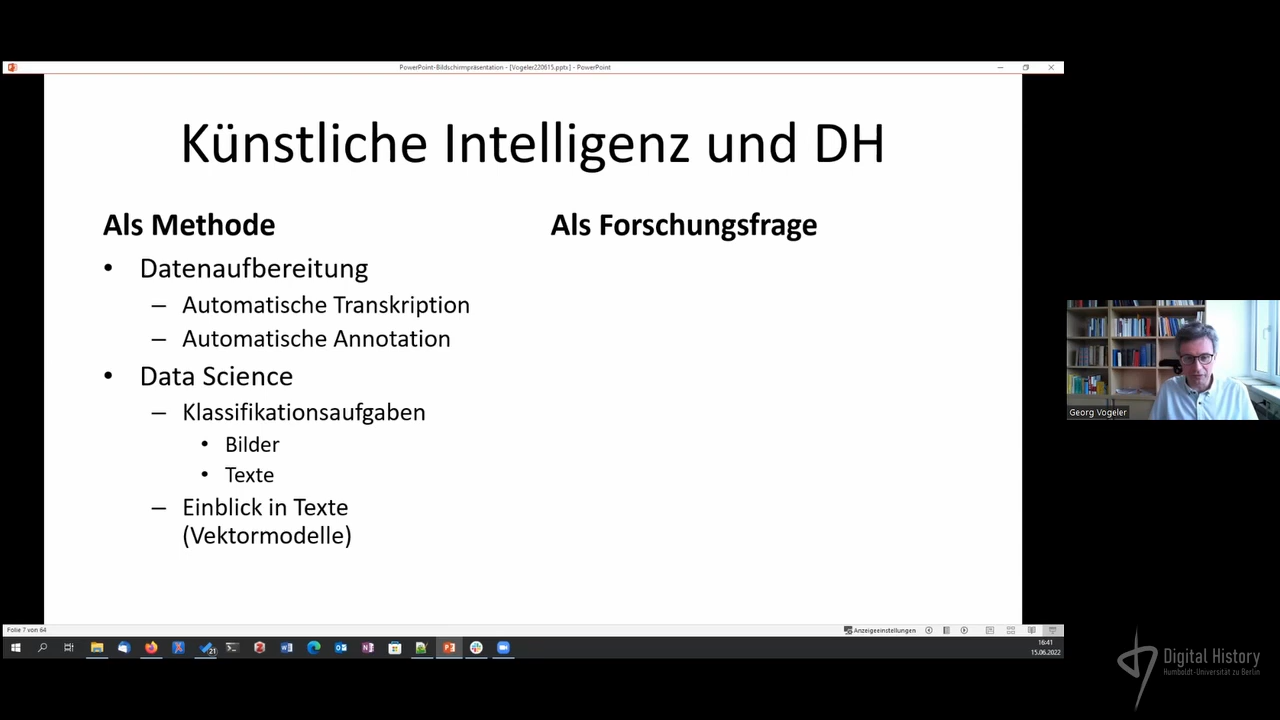 PowerPoint-Bildschirmpräsentation - [Vogeler220615.pptx] - PowerPoint
Künstliche Intelligenz und DH
Als Methode
• Datenaufbereitung
– Automatische Transkription
– Automatische Annotation
• Data Science
– Klassifikationsaufgaben
• Bilder
• Texte
– Einblick in Texte
(Vektormodelle)
Als Forschungsfrage
Georg Vogeler
Folie 7 von 64
Anzeigeeinstellungen
21
16:41
15.06.2022
Digital History
Humboldt-Universität zu Berlin